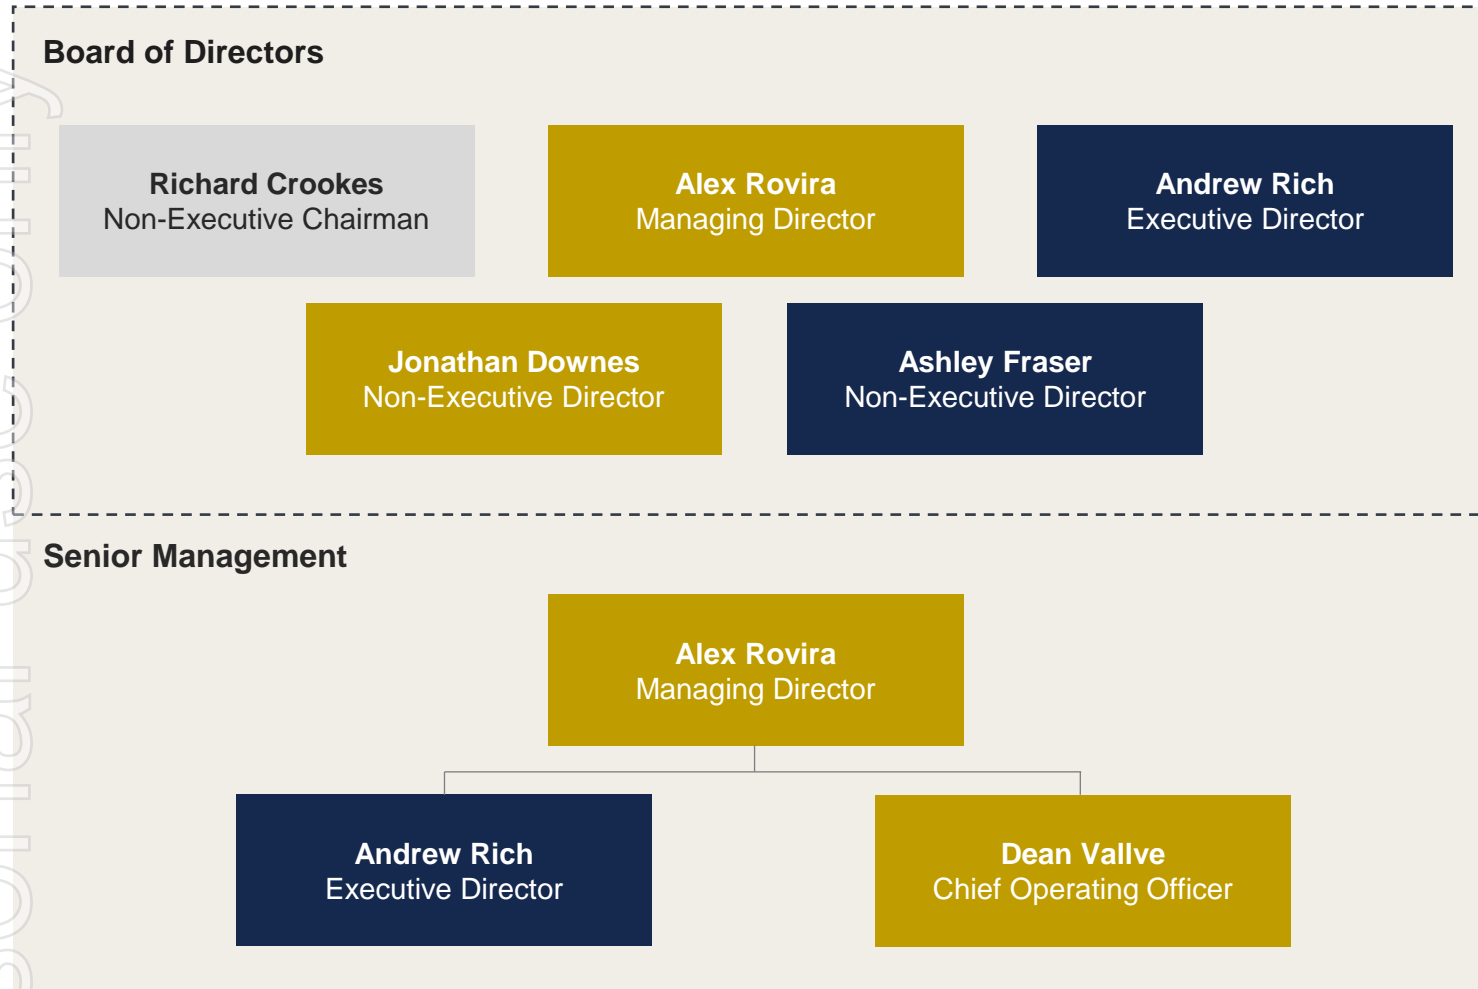 Board of Directors
Richard Crookes
Non-Executive Chairman
Alex Rovira
Managing Director
Andrew Rich
Executive Director
Jonathan Downes
Non-Executive Director
Ashley Fraser
Non-Executive Director
Senior Management
Alex Rovira
Managing Director
Andrew Rich
Executive Director
Dean Vallve
Chief Operating Officer